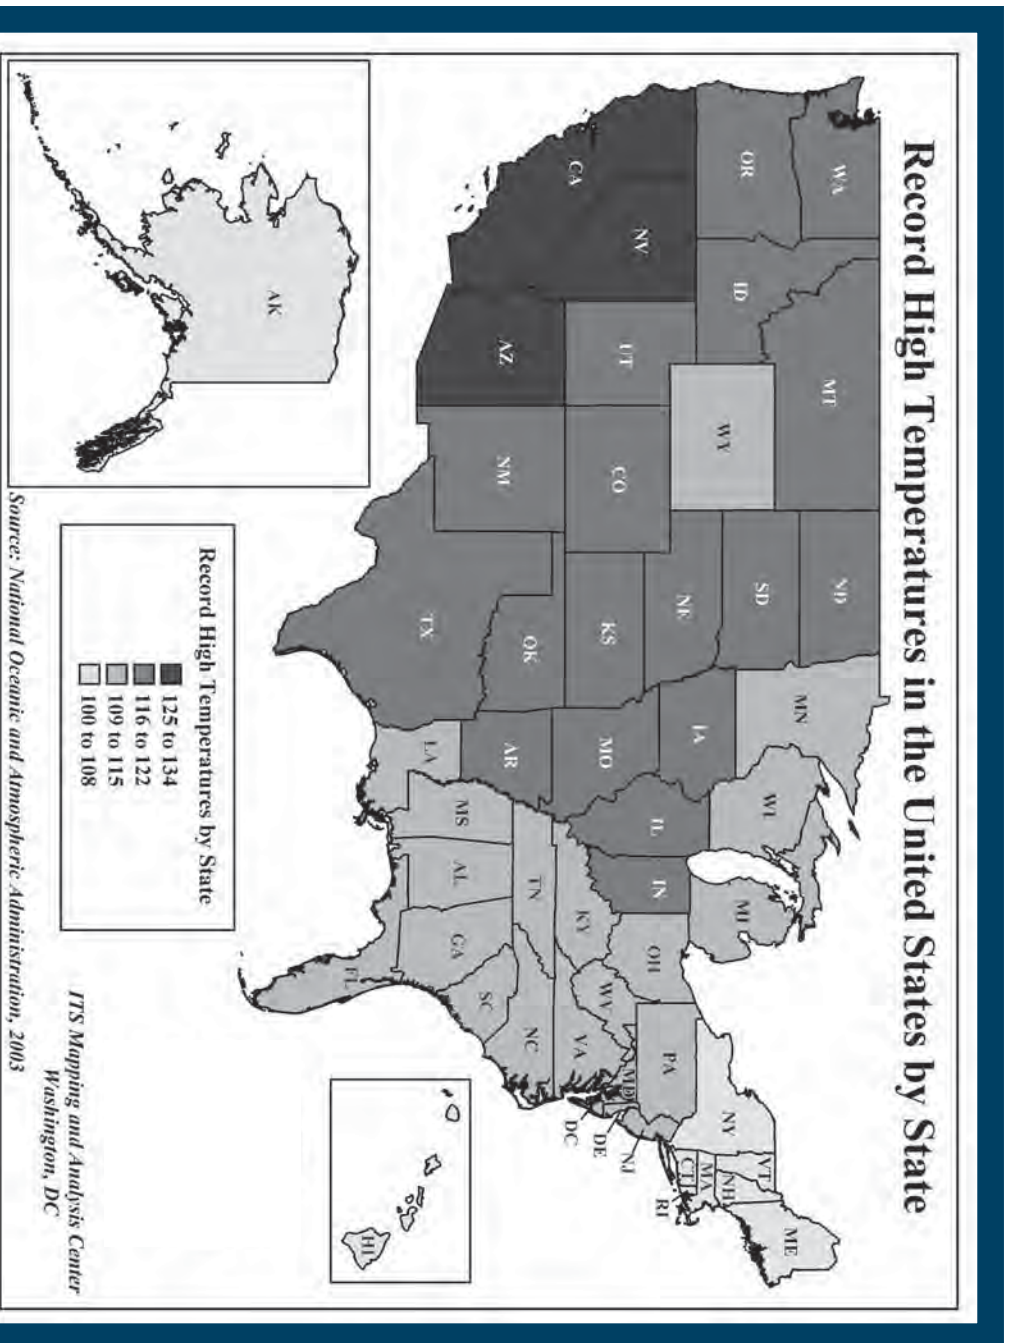 Record High Temperatures in the United States by State
WA
OR
CA
NV
ID
MT
WY
UT
AZ
CO
NM
ND
SD
NE
KS
OK
TX
MN
IA
MO
AR
LA
WI
IL
IN
MI
OH
KY
TN
MS
AL
GA
FL
SC
NC
VA
WV
PA
MD
DC
DE
NJ
NY
CT
RI
MA
VT
NH
ME
AK
HI
Record High Temperatures by State
125 to 134
116 to 122
109 to 115
100 to 108
ITS Mapping and Analysis Center
Washington, DC
Source: National Oceanic and Atmospheric Administration, 2003